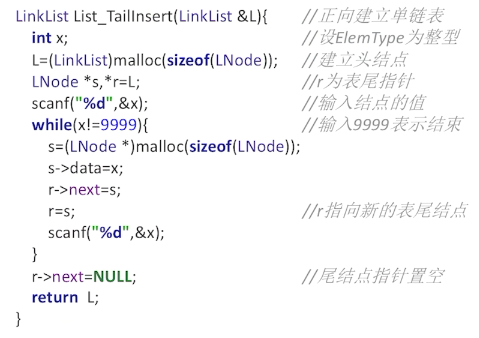 LinkList List_TailInsert(LinkList &L){ //正向建立单链表
int x; //设ElemType为整型
L=(LinkList)malloc(sizeof(LNode)); //建立头结点
LNode *s,*r=L; //r为表尾指针
scanf("%d",&x); //输入结点的值
while(x!=9999){ //输入9999表示结束
s=(LNode *)malloc(sizeof(LNode));
s->data=x;
r->next=s;
r=s; //r指向新的表尾结点
scanf("%d",&x);
}
r->next=NULL; //尾结点指针置空
return L;
}